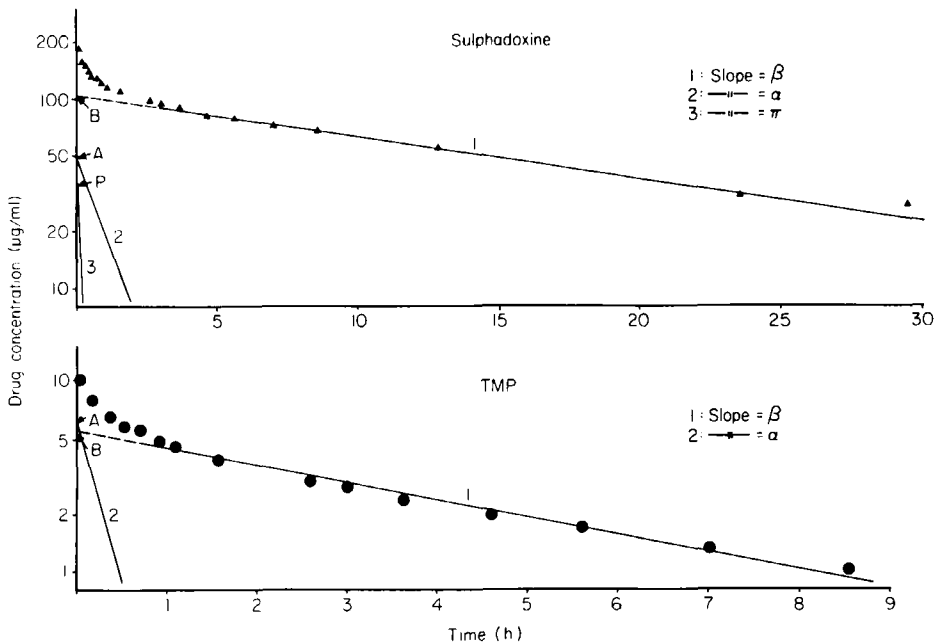 Drug concentration (µg/ml)
Sulphadoxine
1: Slope = β
2: —"— = α
3: —"— = π
200
100
50
20
10
B
A
P
1
2
3
5
10
15
20
25
30
TMP
1: Slope = β
2: —"— = α
10
5
2
1
A
B
1
2
1
2
3
4
5
6
7
8
9
Time (h)